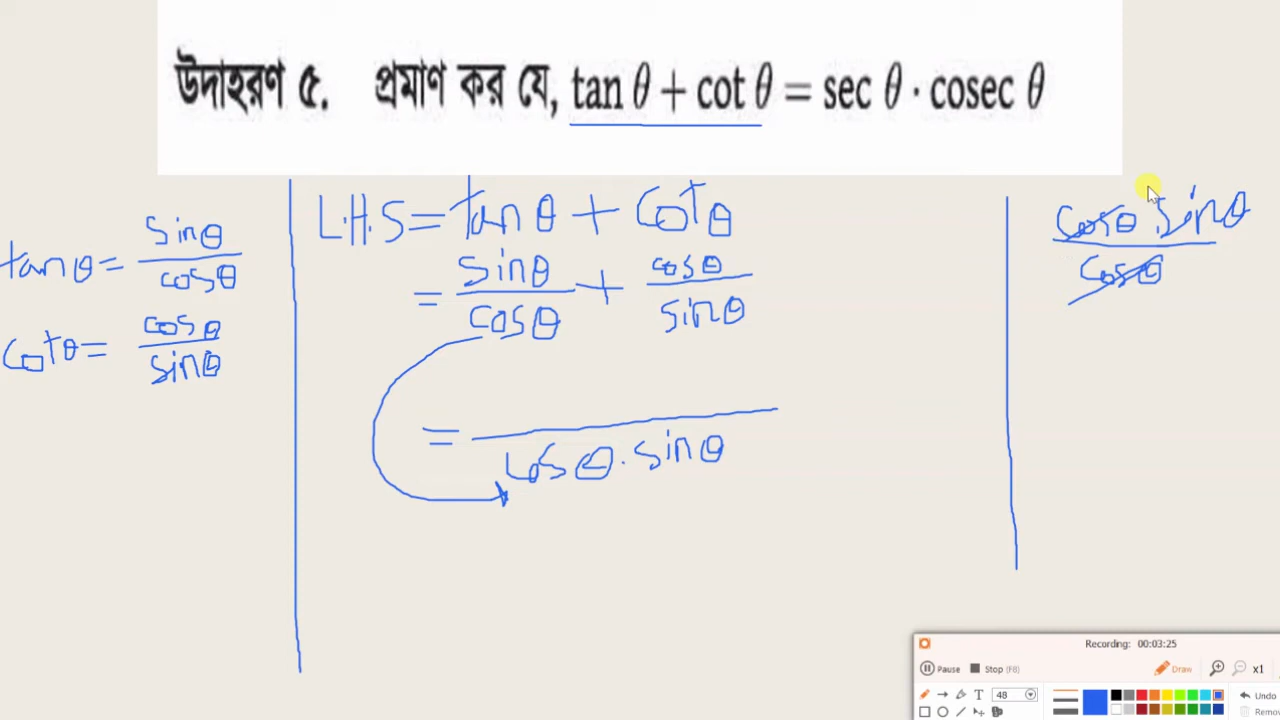 উদাহরণ ৫. প্রমাণ কর যে, tan θ + cot θ = sec θ · cosec θ
tanθ = sinθ/cosθ
cotθ = cosθ/sinθ
L.H.S = tanθ + cotθ
= sinθ/cosθ + cosθ/sinθ
=
cosθ.sinθ
cosθ.sinθ
cosθ
Recording: 00:03:25
Pause Stop (F8) Draw x1
T 48 Undo